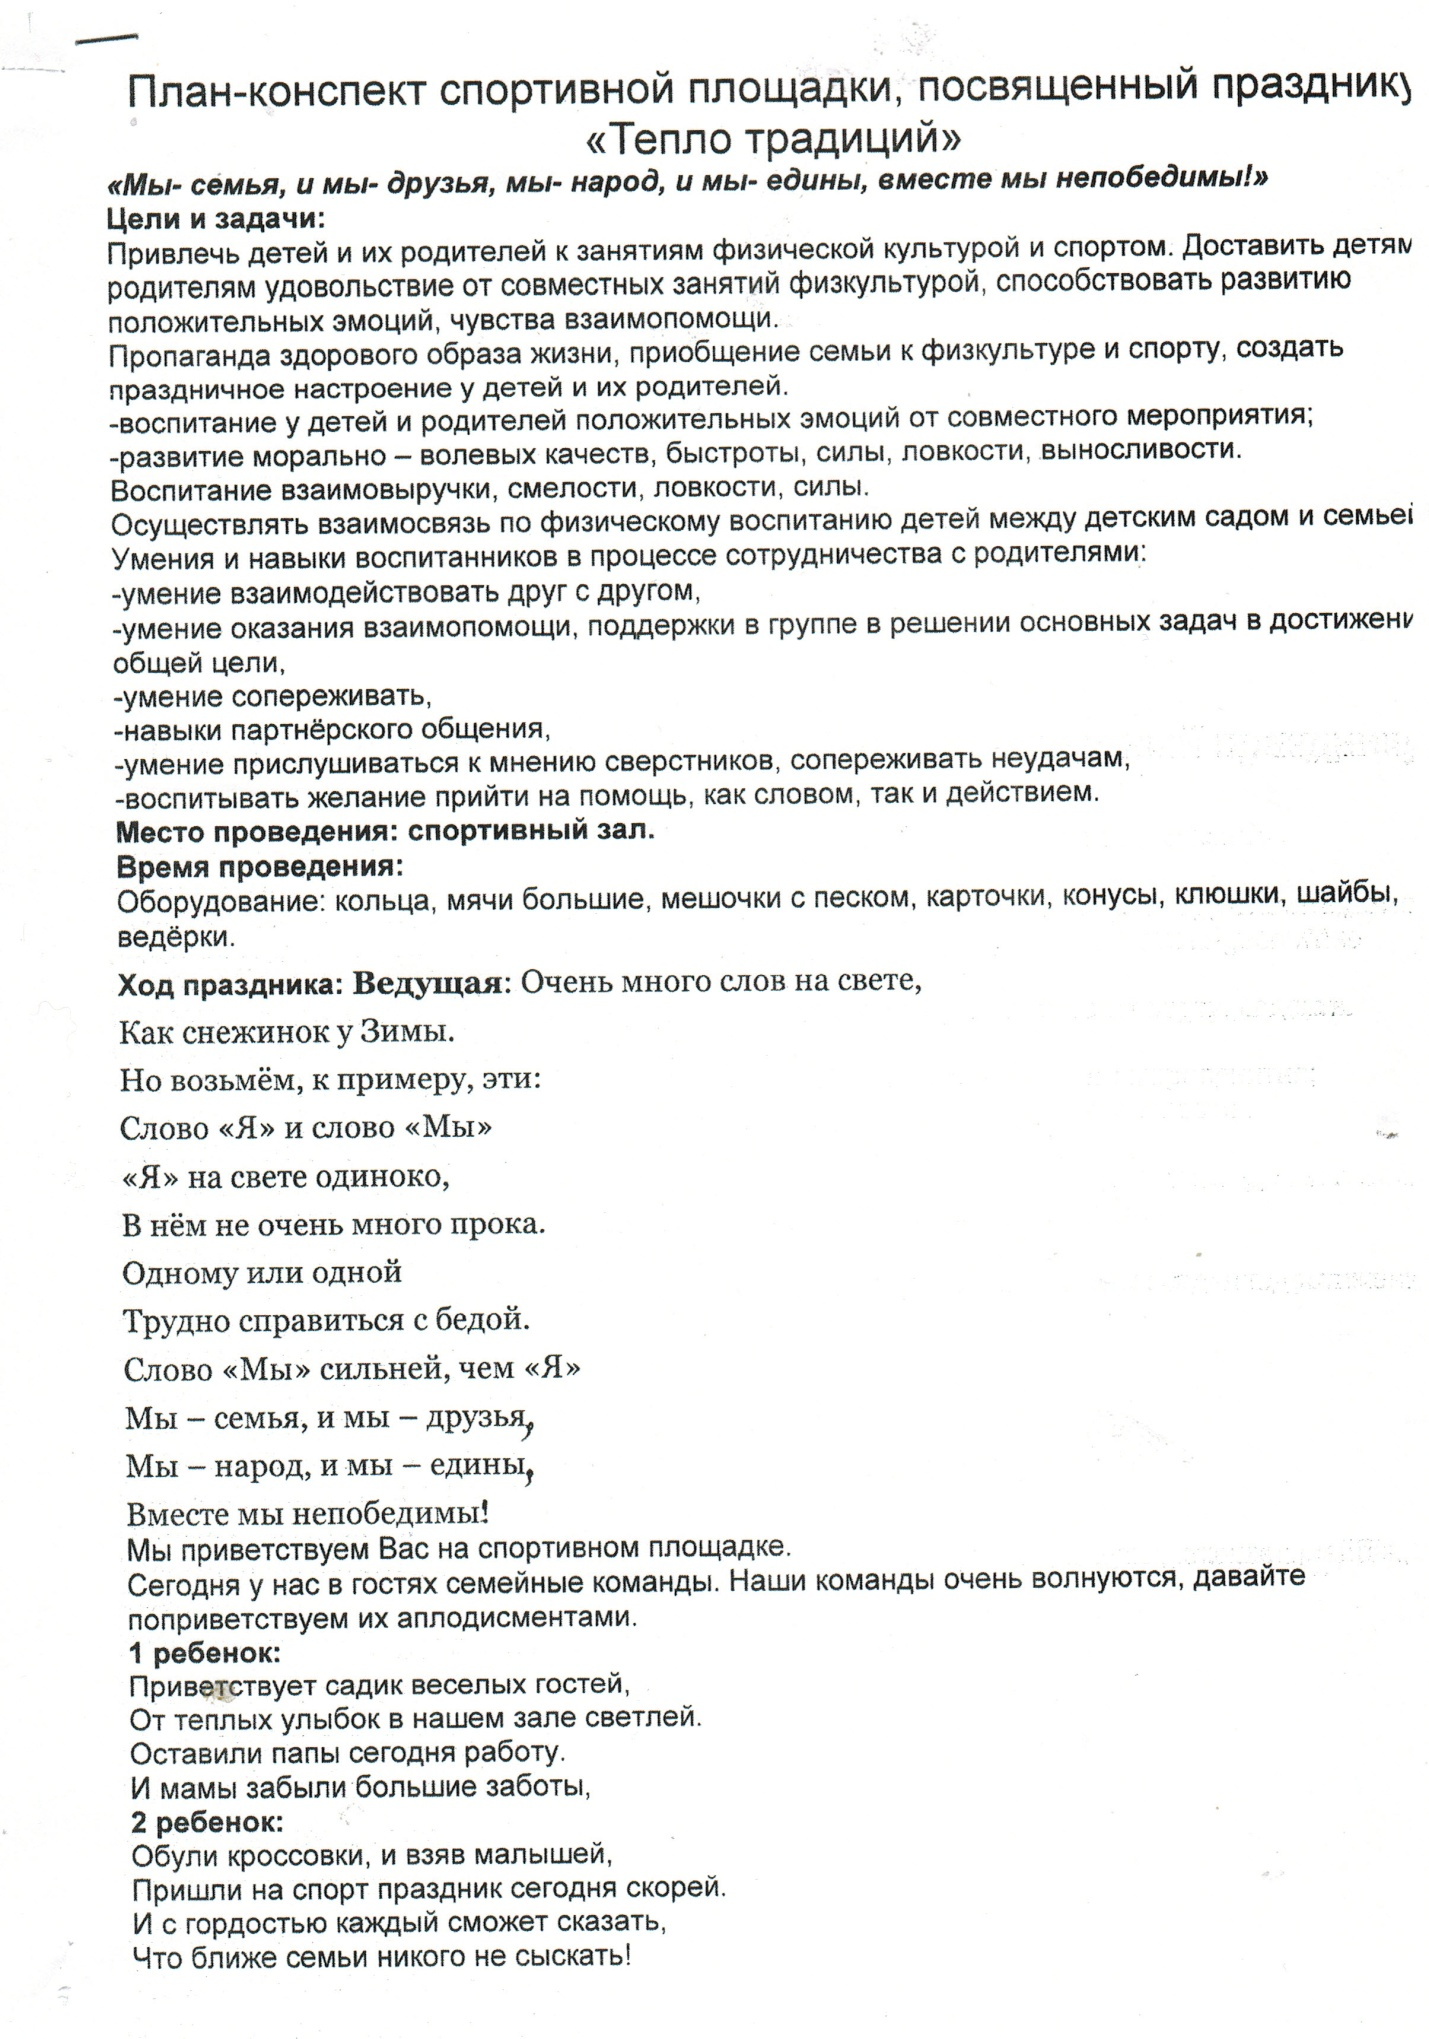 План-конспект спортивной площадки, посвященный празднику
«Тепло традиций»
«Мы- семья, и мы- друзья, мы- народ, и мы- едины, вместе мы непобедимы!»
Цели и задачи:
Привлечь детей и их родителей к занятиям физической культурой и спортом. Доставить детям
родителям удовольствие от совместных занятий физкультурой, способствовать развитию
положительных эмоций, чувства взаимопомощи.
Пропаганда здорового образа жизни, приобщение семьи к физкультуре и спорту, создать
праздничное настроение у детей и их родителей.
-воспитание у детей и родителей положительных эмоций от совместного мероприятия;
-развитие морально – волевых качеств, быстроты, силы, ловкости, выносливости.
Воспитание взаимовыручки, смелости, ловкости, силы.
Осуществлять взаимосвязь по физическому воспитанию детей между детским садом и семьей
Умения и навыки воспитанников в процессе сотрудничества с родителями:
-умение взаимодействовать друг с другом,
-умение оказания взаимопомощи, поддержки в группе в решении основных задач в достижени
общей цели,
-умение сопереживать,
-навыки партнёрского общения,
-умение прислушиваться к мнению сверстников, сопереживать неудачам,
-воспитывать желание прийти на помощь, как словом, так и действием.
Место проведения: спортивный зал.
Время проведения:
Оборудование: кольца, мячи большие, мешочки с песком, карточки, конусы, клюшки, шайбы,
ведёрки.
Ход праздника: Ведущая: Очень много слов на свете,
Как снежинок у Зимы.
Но возьмём, к примеру, эти:
Слово «Я» и слово «Мы»
«Я» на свете одиноко,
В нём не очень много прока.
Одному или одной
Трудно справиться с бедой.
Слово «Мы» сильней, чем «Я»
Мы – семья, и мы – друзья,
Мы – народ, и мы – едины,
Вместе мы непобедимы!
Мы приветствуем Вас на спортивном площадке.
Сегодня у нас в гостях семейные команды. Наши команды очень волнуются, давайте
поприветствуем их аплодисментами.
1 ребенок:
Приветствует садик веселых гостей,
От теплых улыбок в нашем зале светлей.
Оставили папы сегодня работу.
И мамы забыли большие заботы,
2 ребенок:
Обули кроссовки, и взяв малышей,
Пришли на спорт праздник сегодня скорей.
И с гордостью каждый сможет сказать,
Что ближе семьи никого не сыскать!